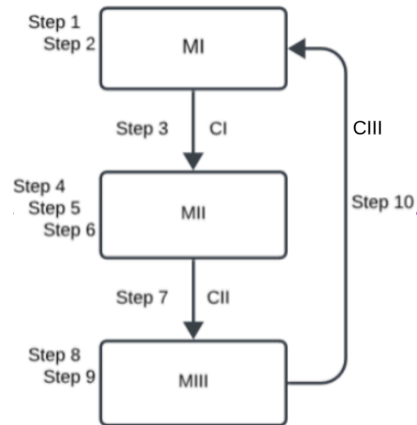 Step 1
Step 2
MI
Step 3 CI
CIII
Step 4
Step 5
Step 6
MII
Step 10
Step 7 CII
Step 8
Step 9
MIII